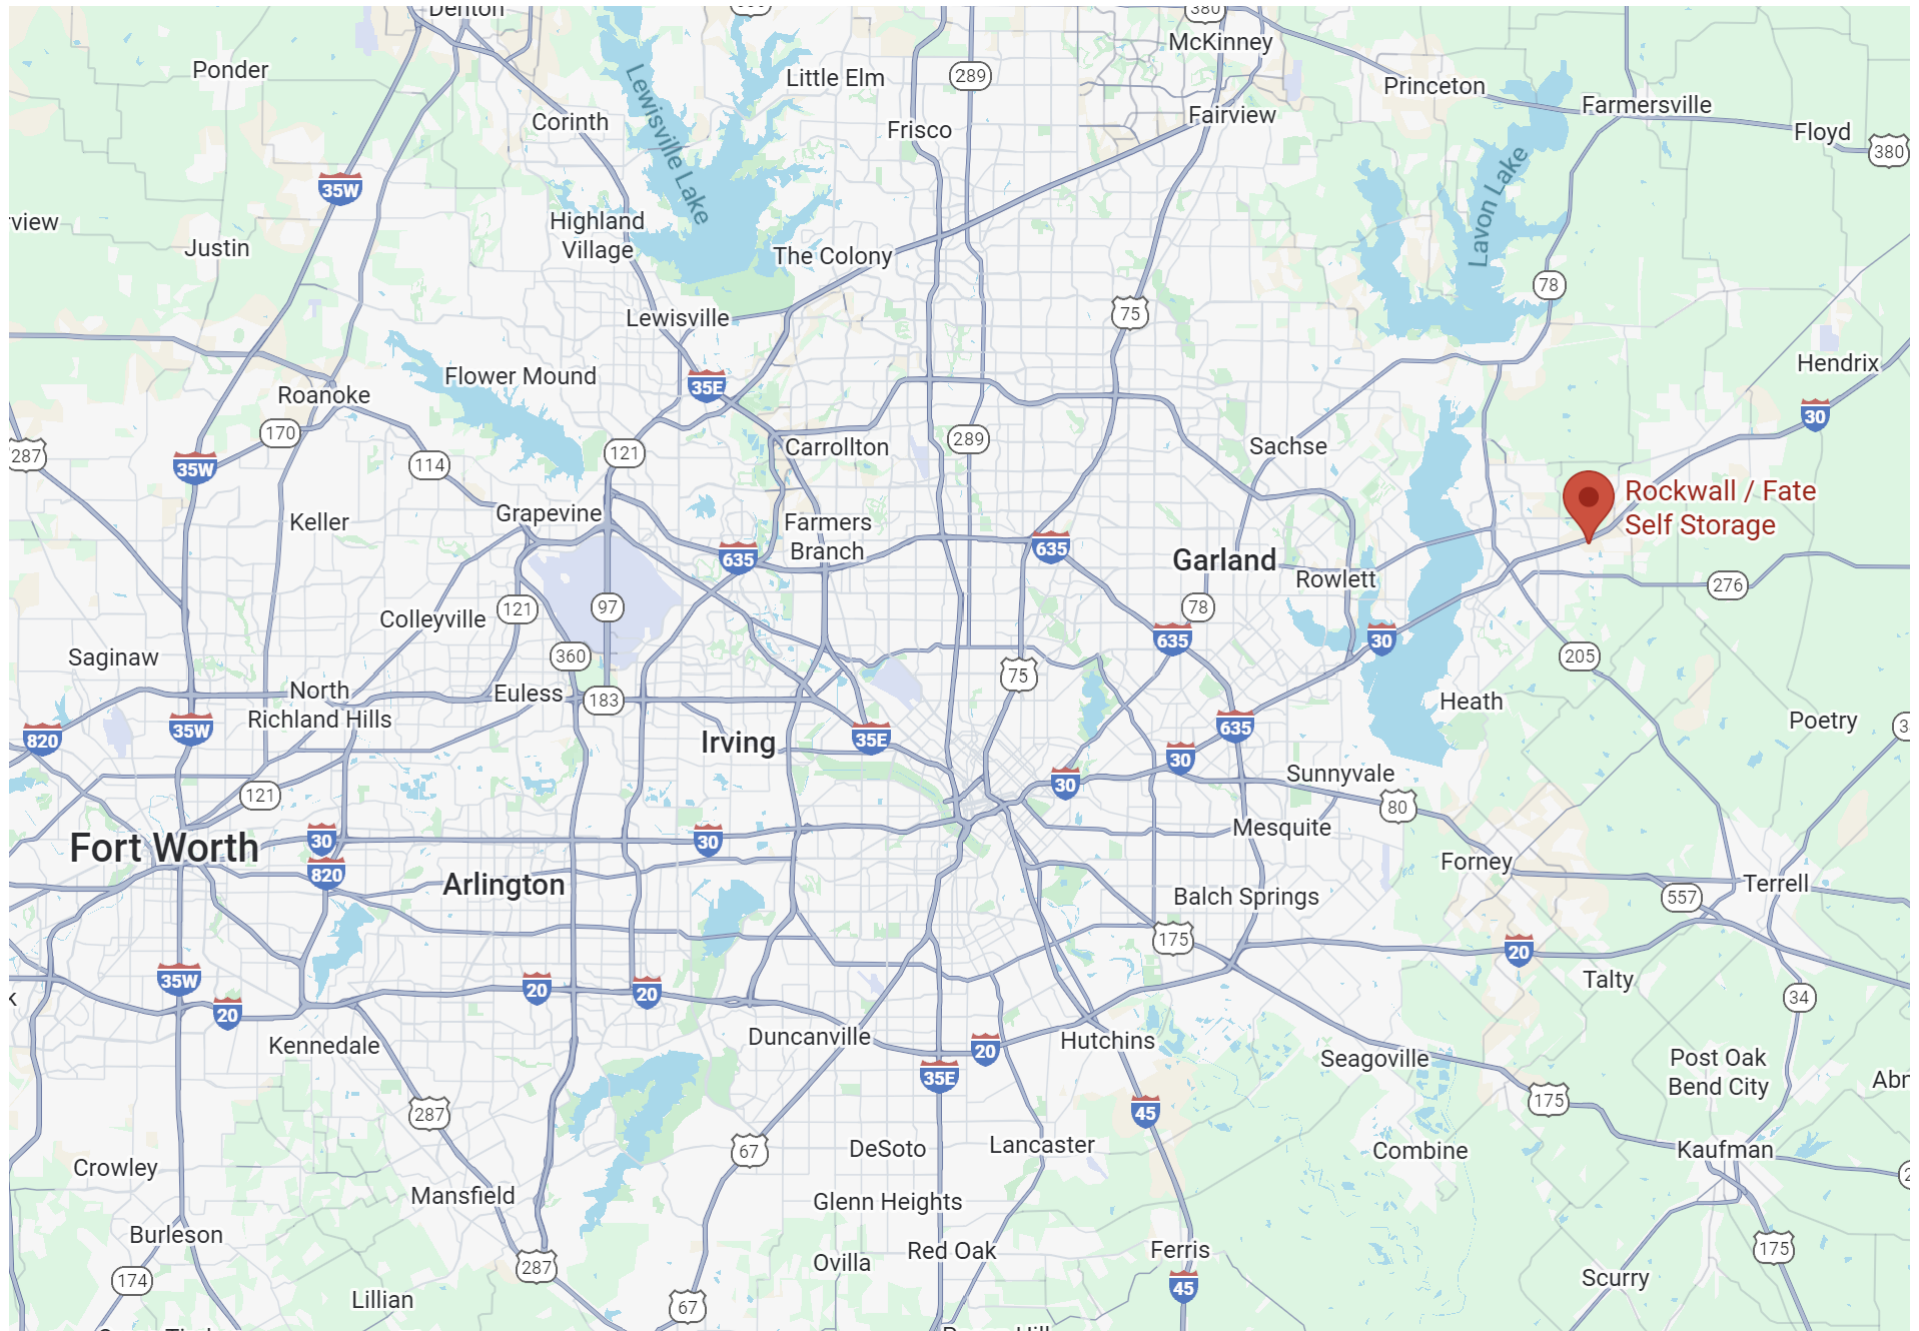 Denton
380
380
McKinney
Ponder
Little Elm
289
Princeton
Farmersville
Corinth
Frisco
Fairview
Floyd
380
35W
Lewisville Lake
Lavon Lake
rview
Justin
Highland
Village
The Colony
78
75
Lewisville
Hendrix
Roanoke
Flower Mound
35E
30
170
287
35W
114
121
Carrollton
289
Sachse
Rockwall / Fate
Self Storage
Keller
Grapevine
Farmers
Branch
635
635
Garland
Rowlett
276
Colleyville
121
97
78
635
30
Saginaw
360
205
North
Richland Hills
Euless
183
75
Heath
820
35W
Irving
35E
635
Poetry
3
30
30
Sunnyvale
80
121
Fort Worth
30
820
30
Mesquite
Arlington
Forney
Terrell
557
Balch Springs
175
20
Talty
35W
20
20
20
k
34
Kennedale
Duncanville
20
Hutchins
Seagoville
Post Oak
Bend City
35E
Abr
287
45
175
67
DeSoto
Lancaster
Combine
Kaufman
2
Crowley
Mansfield
Glenn Heights
Burleson
Ovilla
Red Oak
Ferris
175
174
287
45
Scurry
Lillian
67